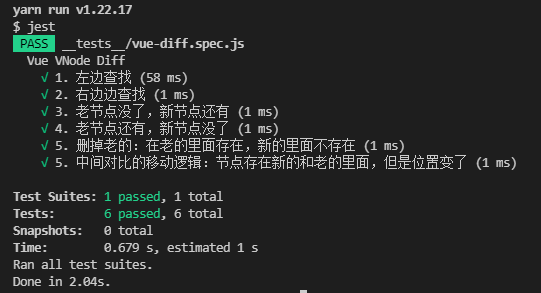 yarn run v1.22.17
$ jest
PASS __tests__/vue-diff.spec.js
Vue VNode Diff
√ 1. 左边查找 (58 ms)
√ 2. 右边边查找 (1 ms)
√ 3. 老节点没了，新节点还有 (1 ms)
√ 4. 老节点还有，新节点没了 (1 ms)
√ 5. 删掉老的：在老的里面存在，新的里面不存在 (1 ms)
√ 5. 中间对比的移动逻辑：节点存在新的和老的里面，但是位置变了 (1 ms)
Test Suites: 1 passed, 1 total
Tests: 6 passed, 6 total
Snapshots: 0 total
Time: 0.679 s, estimated 1 s
Ran all test suites.
Done in 2.04s.